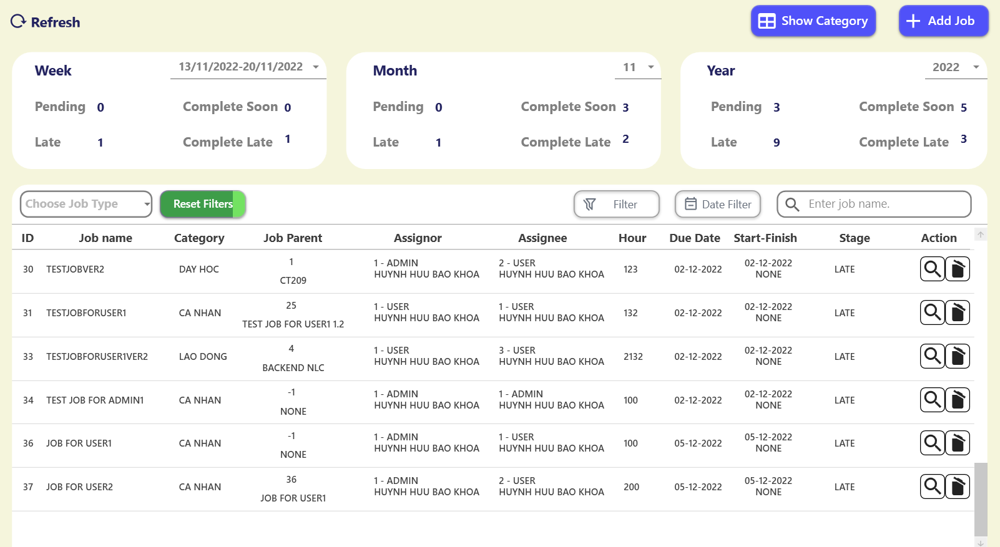 Refresh
Show Category
Add Job
Week
13/11/2022-20/11/2022
Pending 0 Complete Soon 0
Late 1 Complete Late 1
Month
11
Pending 0 Complete Soon 3
Late 1 Complete Late 2
Year
2022
Pending 3 Complete Soon 5
Late 9 Complete Late 3
Choose Job Type
Reset Filters
Filter
Date Filter
Enter job name.
ID Job name Category Job Parent Assignor Assignee Hour Due Date Start-Finish Stage Action
30 TESTJOBVER2 DAY HOC 1 CT209 1 - ADMIN HUYNH HUU BAO KHOA 2 - USER HUYNH HUU BAO KHOA 123 02-12-2022 02-12-2022 NONE LATE
31 TESTJOBFORUSER1 CA NHAN 25 TEST JOB FOR USER1 1.2 1 - USER HUYNH HUU BAO KHOA 1 - USER HUYNH HUU BAO KHOA 132 02-12-2022 02-12-2022 NONE LATE
33 TESTJOBFORUSER1VER2 LAO DONG 4 BACKEND NLC 1 - USER HUYNH HUU BAO KHOA 3 - USER HUYNH HUU BAO KHOA 2132 02-12-2022 02-12-2022 NONE LATE
34 TEST JOB FOR ADMIN1 CA NHAN -1 NONE 1 - ADMIN HUYNH HUU BAO KHOA 1 - ADMIN HUYNH HUU BAO KHOA 100 02-12-2022 02-12-2022 NONE LATE
36 JOB FOR USER1 CA NHAN -1 NONE 1 - ADMIN HUYNH HUU BAO KHOA 1 - USER HUYNH HUU BAO KHOA 100 05-12-2022 05-12-2022 NONE LATE
37 JOB FOR USER2 CA NHAN 36 JOB FOR USER1 1 - ADMIN HUYNH HUU BAO KHOA 2 - USER HUYNH HUU BAO KHOA 200 05-12-2022 05-12-2022 NONE LATE